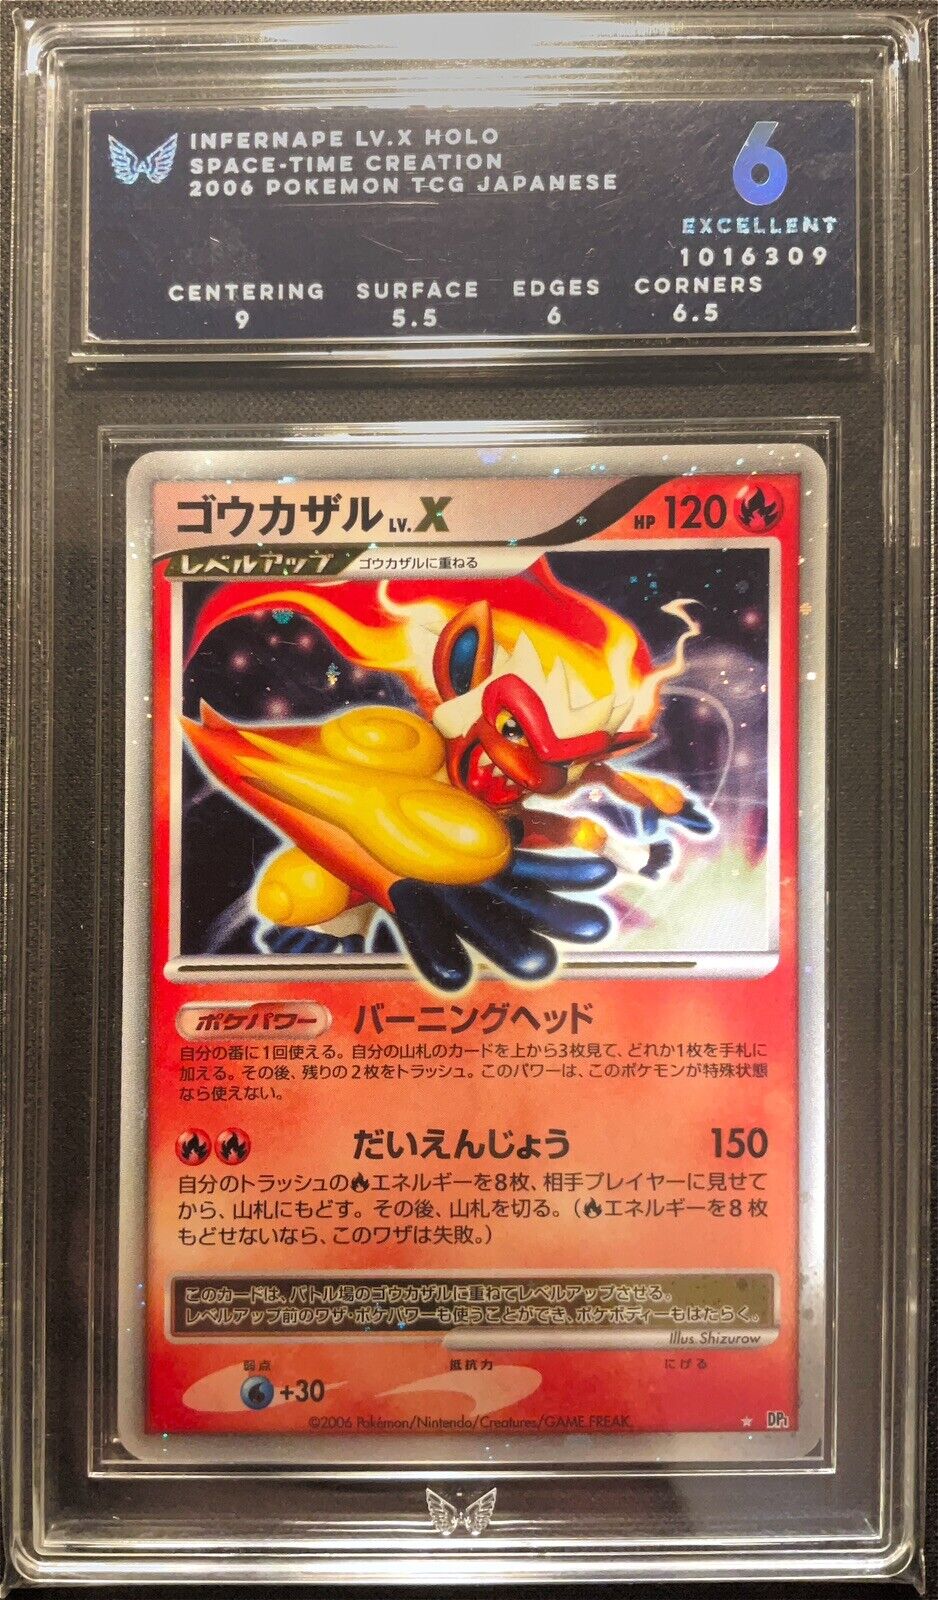 INFERNAPE LV.X HOLO
SPACE-TIME CREATION
2006 POKEMON TCG JAPANESE
6
EXCELLENT
1016309
CENTERING SURFACE EDGES CORNERS
9 5.5 6 6.5
ゴウカザル LV.X HP 120
レベルアップ ゴウカザルに重ねる
ポケパワー バーニングヘッド
自分の番に1回使える。自分の山札のカードを上から3枚見て、どれか1枚を手札に
加える。その後、残りの2枚をトラッシュ。このパワーは、このポケモンが特殊状態
なら使えない。
だいえんじょう 150
自分のトラッシュのエネルギーを8枚、相手プレイヤーに見せて
から、山札にもどす。その後、山札を切る。(エネルギーを8枚
もどせないなら、このワザは失敗。)
このカードは、バトル場のゴウカザルに重ねてレベルアップさせる。
レベルアップ前のワザ・ポケパワーも使うことができ、ポケボディーもはたらく。
Illus. Shizurow
弱点 抵抗力 にげる
+30
©2006 Pokémon/Nintendo/Creatures/GAME FREAK. ★ DP1